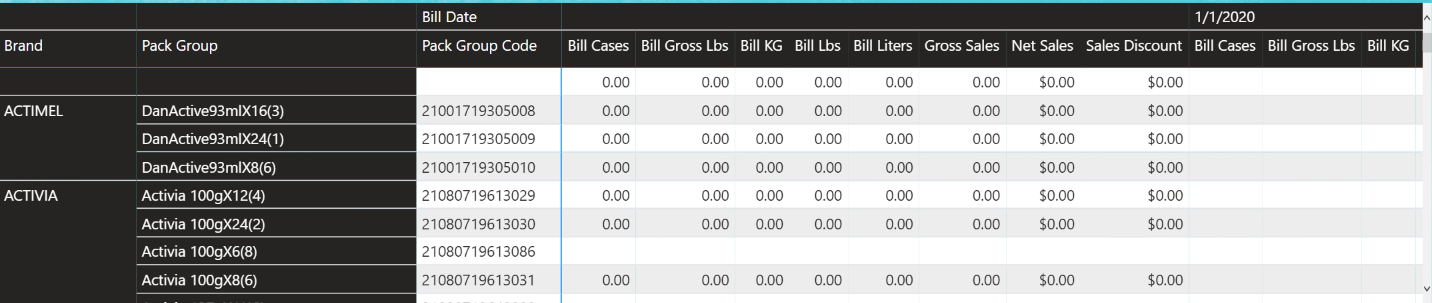 Bill Date 1/1/2020
Brand Pack Group Pack Group Code Bill Cases Bill Gross Lbs Bill KG Bill Lbs Bill Liters Gross Sales Net Sales Sales Discount Bill Cases Bill Gross Lbs Bill KG
0.00 0.00 0.00 0.00 0.00 0.00 $0.00 $0.00
ACTIMEL DanActive93mlX16(3) 21001719305008 0.00 0.00 0.00 0.00 0.00 0.00 $0.00 $0.00
DanActive93mlX24(1) 21001719305009 0.00 0.00 0.00 0.00 0.00 0.00 $0.00 $0.00
DanActive93mlX8(6) 21001719305010 0.00 0.00 0.00 0.00 0.00 0.00 $0.00 $0.00
ACTIVIA Activia 100gX12(4) 21080719613029 0.00 0.00 0.00 0.00 0.00 0.00 $0.00 $0.00
Activia 100gX24(2) 21080719613030 0.00 0.00 0.00 0.00 0.00 0.00 $0.00 $0.00
Activia 100gX6(8) 21080719613086
Activia 100gX8(6) 21080719613031 0.00 0.00 0.00 0.00 0.00 0.00 $0.00 $0.00